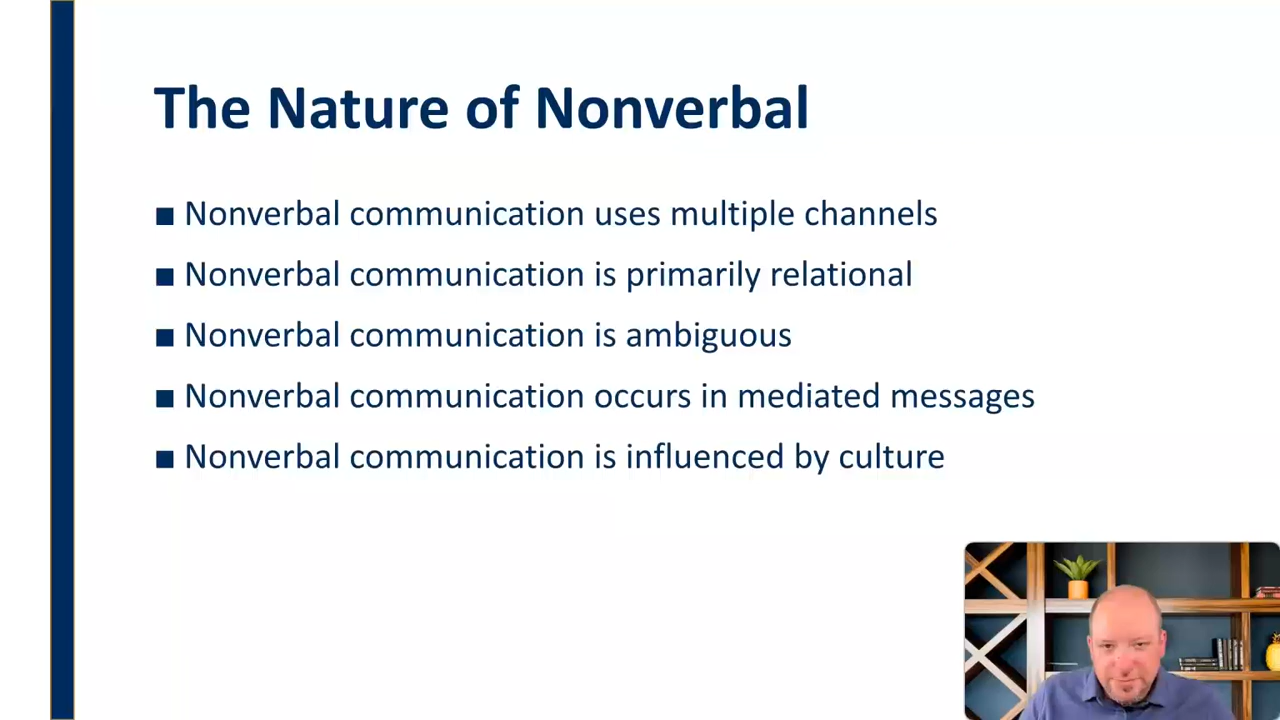 The Nature of Nonverbal
■ Nonverbal communication uses multiple channels
■ Nonverbal communication is primarily relational
■ Nonverbal communication is ambiguous
■ Nonverbal communication occurs in mediated messages
■ Nonverbal communication is influenced by culture